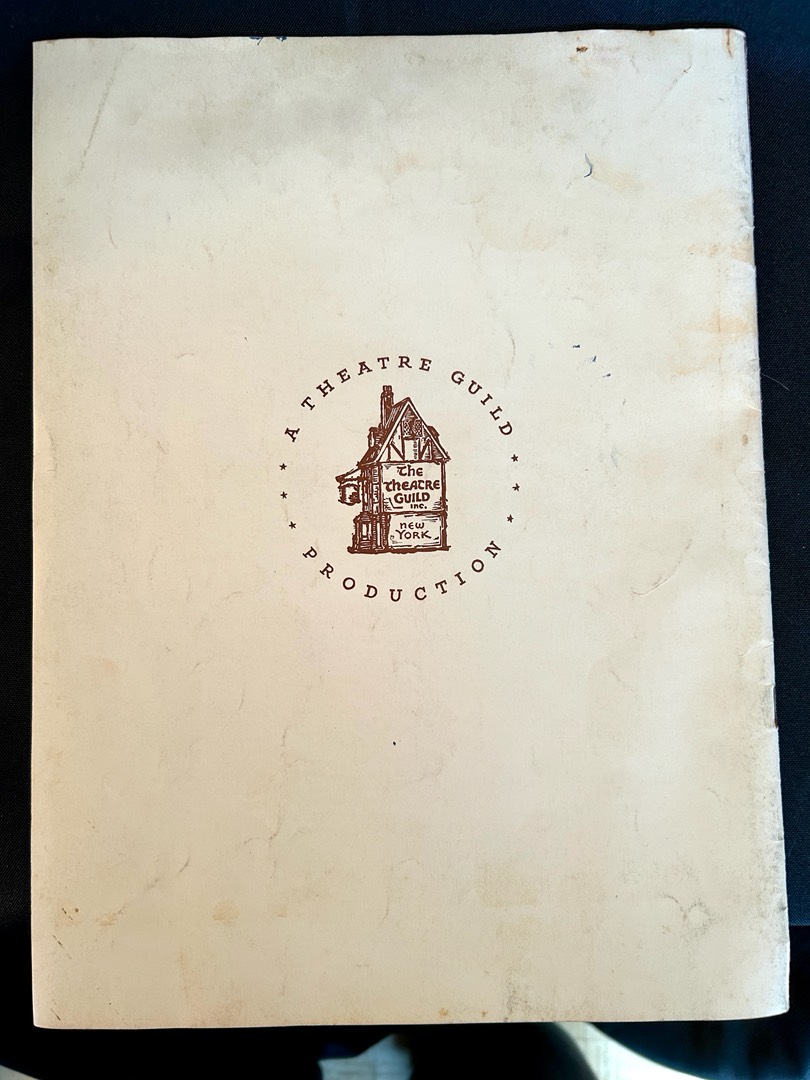 A THEATRE GUILD
The
Theatre
Guild
Inc.
New
York
PRODUCTION